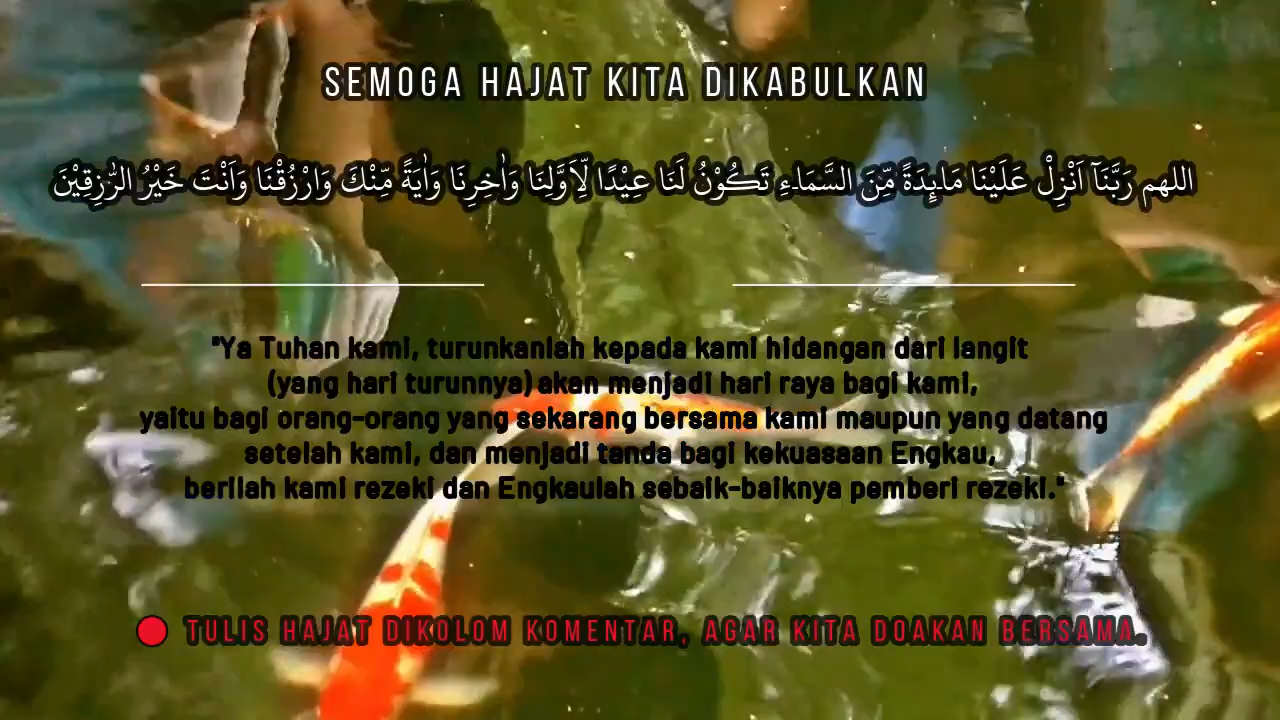 SEMOGA HAJAT KITA DIKABULKAN
اللهم رَبَّنَآ اَنْزِلْ عَلَيْنَا مَاۤىِٕدَةً مِّنَ السَّمَاۤءِ تَكُوْنُ لَنَا عِيْدًا لِّاَوَّلِنَا وَاٰخِرِنَا وَاٰيَةً مِّنْكَ وَارْزُقْنَا وَاَنْتَ خَيْرُ الرّٰزِقِيْنَ
"Ya Tuhan kami, turunkanlah kepada kami hidangan dari langit
(yang hari turunnya) akan menjadi hari raya bagi kami,
yaitu bagi orang-orang yang sekarang bersama kami maupun yang datang
setelah kami, dan menjadi tanda bagi kekuasaan Engkau,
berilah kami rezeki dan Engkaulah sebaik-baiknya pemberi rezeki."
TULIS HAJAT DIKOLOM KOMENTAR, AGAR KITA DOAKAN BERSAMA.